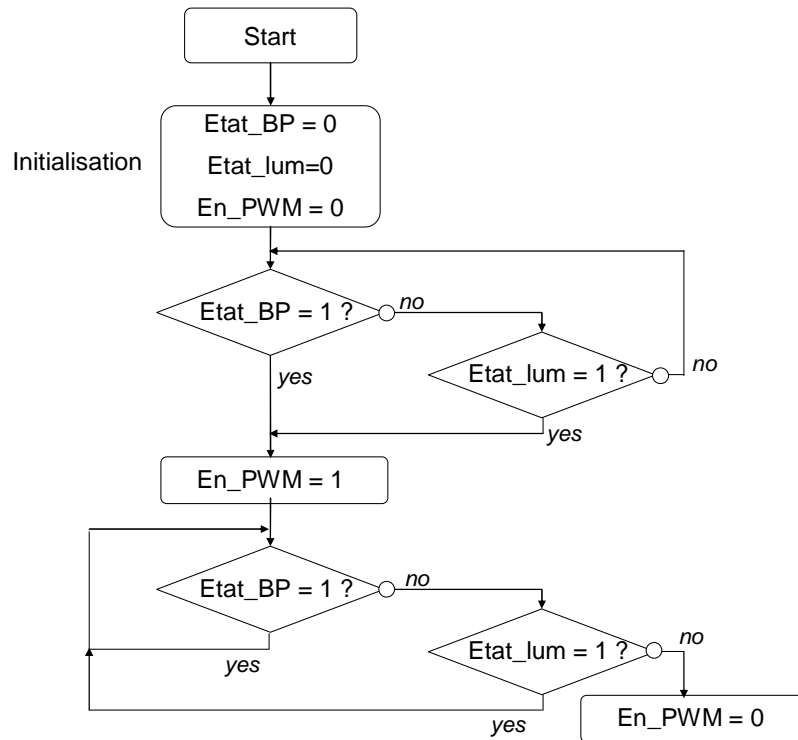 Start
Etat_BP = 0
Initialisation
Etat_lum=0
En_PWM = 0
Etat_BP = 1 ?
no
Etat_lum = 1 ?
no
yes
yes
En_PWM = 1
Etat_BP = 1 ?
no
Etat_lum = 1 ?
no
yes
yes
En_PWM = 0